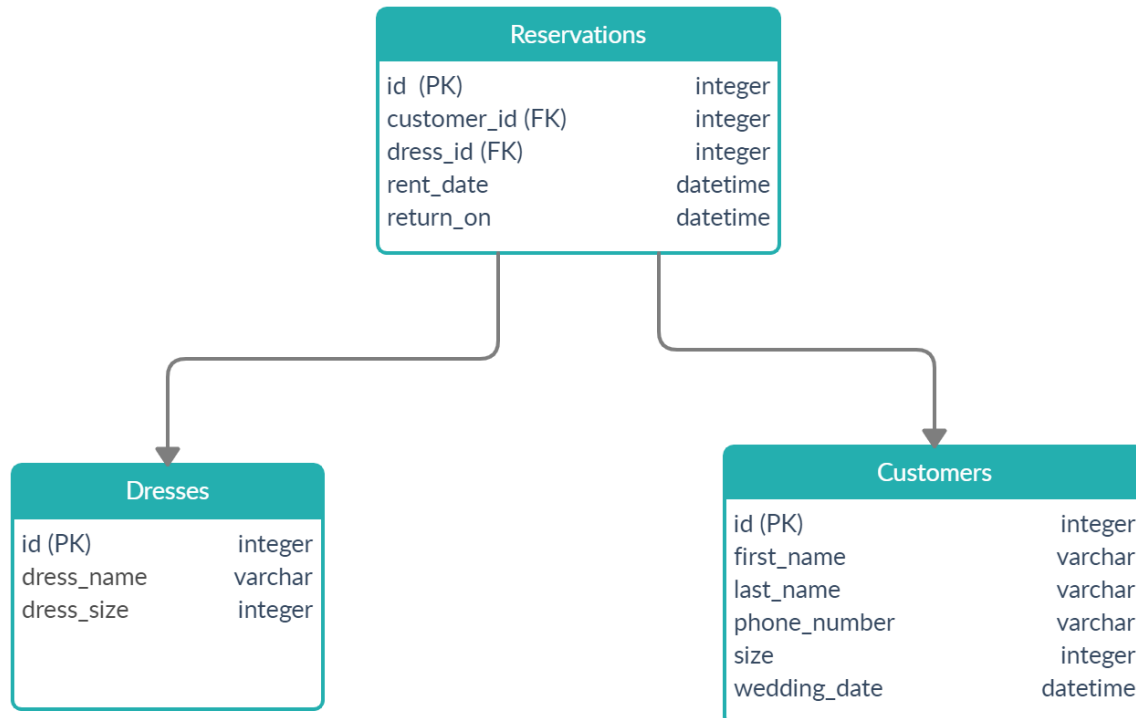 Reservations
id (PK) integer
customer_id (FK) integer
dress_id (FK) integer
rent_date datetime
return_on datetime
Dresses
id (PK) integer
dress_name varchar
dress_size integer
Customers
id (PK) integer
first_name varchar
last_name varchar
phone_number varchar
size integer
wedding_date datetime